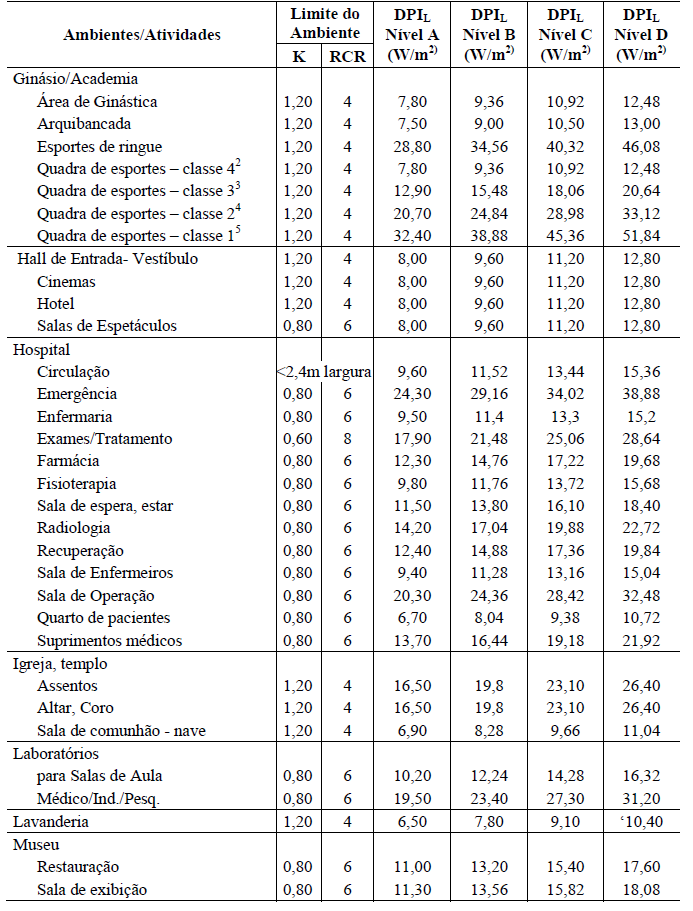 Ambientes/Atividades Limite do Ambiente DPIL Nível A (W/m2) DPIL Nível B (W/m2) DPIL Nível C (W/m2) DPIL Nível D (W/m2)
K RCR
Ginásio/Academia
Área de Ginástica 1,20 4 7,80 9,36 10,92 12,48
Arquibancada 1,20 4 7,50 9,00 10,50 13,00
Esportes de ringue 1,20 4 28,80 34,56 40,32 46,08
Quadra de esportes – classe 4² 1,20 4 7,80 9,36 10,92 12,48
Quadra de esportes – classe 3³ 1,20 4 12,90 15,48 18,06 20,64
Quadra de esportes – classe 2⁴ 1,20 4 20,70 24,84 28,98 33,12
Quadra de esportes – classe 1⁵ 1,20 4 32,40 38,88 45,36 51,84
Hall de Entrada- Vestíbulo 1,20 4 8,00 9,60 11,20 12,80
Cinemas 1,20 4 8,00 9,60 11,20 12,80
Hotel 1,20 4 8,00 9,60 11,20 12,80
Salas de Espetáculos 0,80 6 8,00 9,60 11,20 12,80
Hospital
Circulação <2,4m largura 9,60 11,52 13,44 15,36
Emergência 0,80 6 24,30 29,16 34,02 38,88
Enfermaria 0,80 6 9,50 11,4 13,3 15,2
Exames/Tratamento 0,60 8 17,90 21,48 25,06 28,64
Farmácia 0,80 6 12,30 14,76 17,22 19,68
Fisioterapia 0,80 6 9,80 11,76 13,72 15,68
Sala de espera, estar 0,80 6 11,50 13,80 16,10 18,40
Radiologia 0,80 6 14,20 17,04 19,88 22,72
Recuperação 0,80 6 12,40 14,88 17,36 19,84
Sala de Enfermeiros 0,80 6 9,40 11,28 13,16 15,04
Sala de Operação 0,80 6 20,30 24,36 28,42 32,48
Quarto de pacientes 0,80 6 6,70 8,04 9,38 10,72
Suprimentos médicos 0,80 6 13,70 16,44 19,18 21,92
Igreja, templo
Assentos 1,20 4 16,50 19,8 23,10 26,40
Altar, Coro 1,20 4 16,50 19,8 23,10 26,40
Sala de comunhão - nave 1,20 4 6,90 8,28 9,66 11,04
Laboratórios
para Salas de Aula 0,80 6 10,20 12,24 14,28 16,32
Médico/Ind./Pesq. 0,80 6 19,50 23,40 27,30 31,20
Lavanderia 1,20 4 6,50 7,80 9,10 ‘10,40
Museu
Restauração 0,80 6 11,00 13,20 15,40 17,60
Sala de exibição 0,80 6 11,30 13,56 15,82 18,08